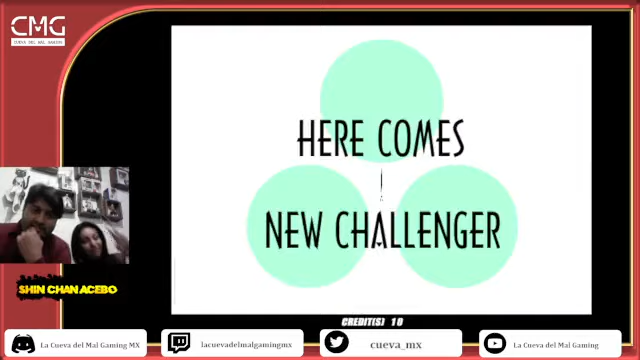 CMG
CUEVA DEL MAL GAMING
HERE COMES
NEW CHALLENGER
SHIN CHAN ACEBO
CREDIT(S) 10
La Cueva del Mal Gaming MX
lacuevadelmalgamingmx
cueva_mx
La Cueva del Mal Gaming